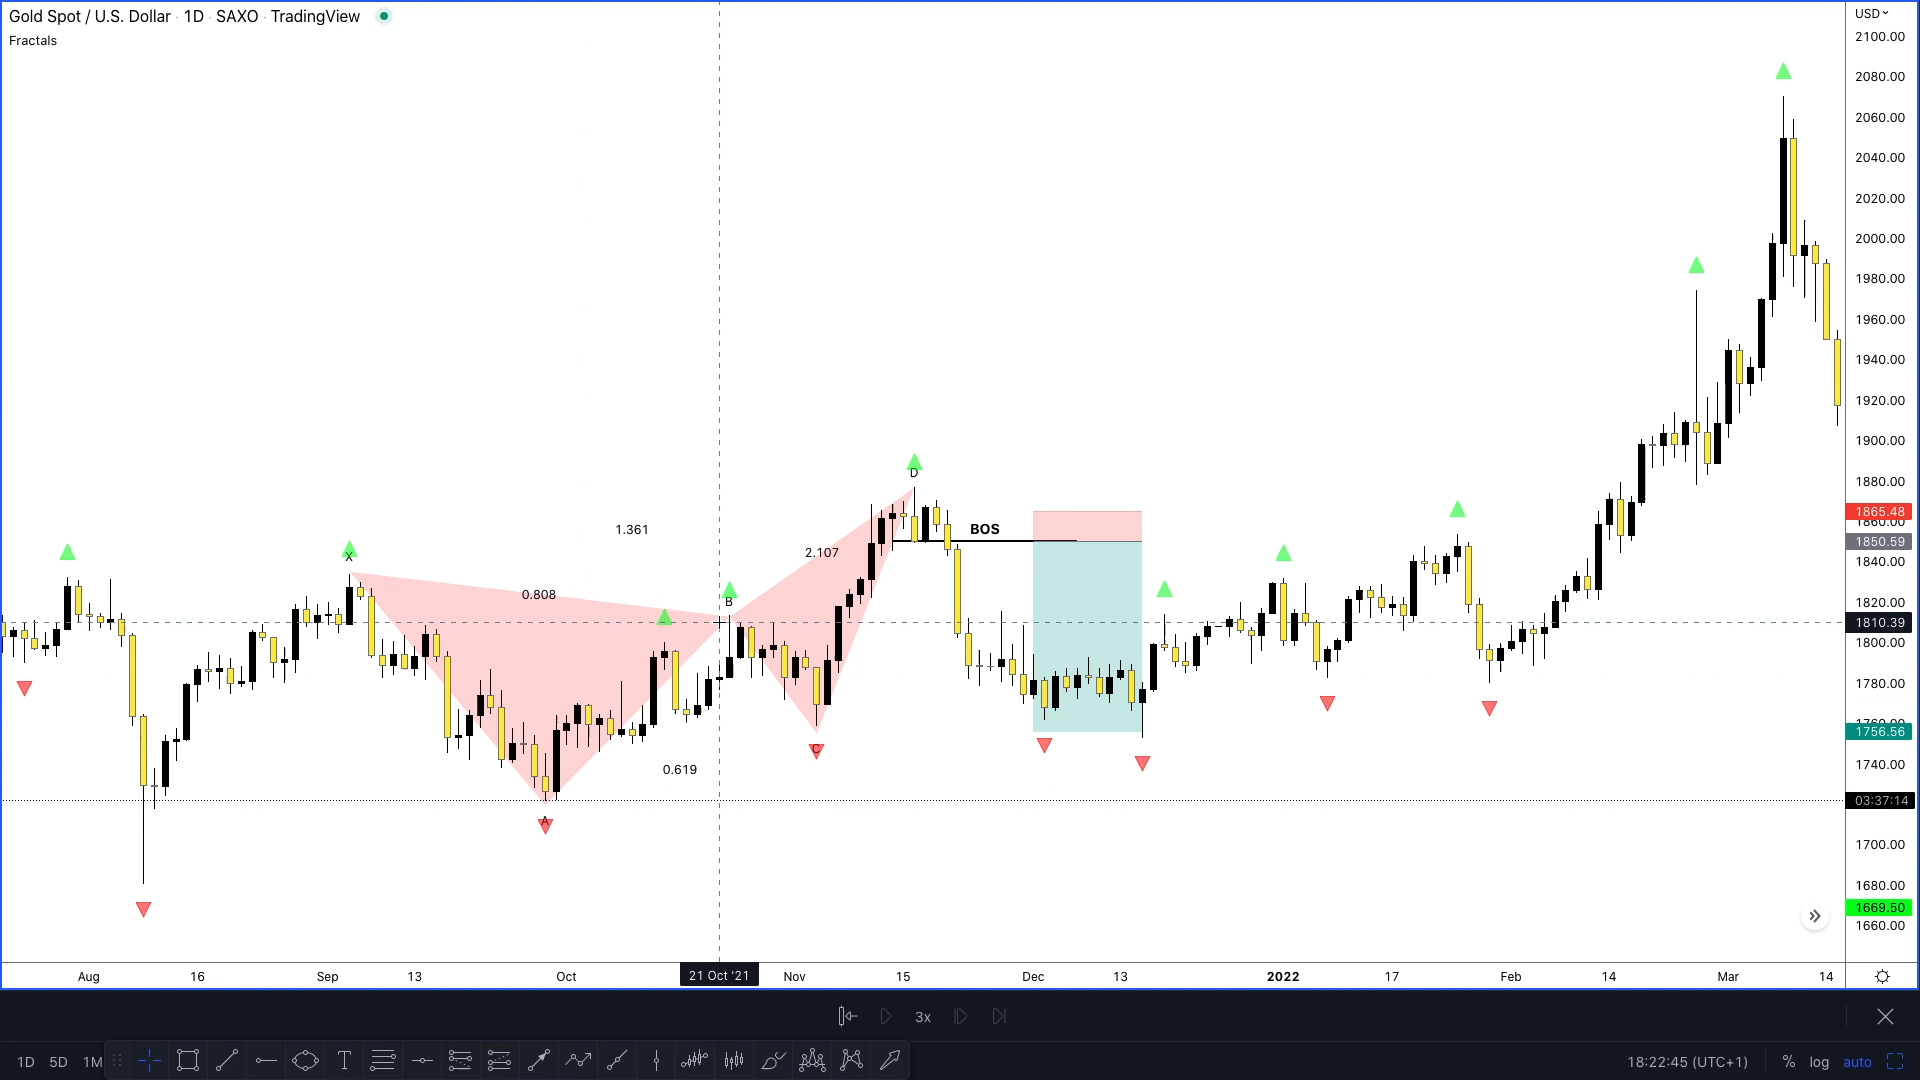 Gold Spot / U.S. Dollar · 1D · SAXO · TradingView
Fractals
USD
2100.00
2080.00
2060.00
2040.00
2020.00
2000.00
1980.00
1960.00
1940.00
1920.00
1900.00
1880.00
1865.48
1860.00
1850.59
1840.00
1820.00
1810.39
1800.00
1780.00
1760.00
1756.56
1740.00
03:37:14
1700.00
1680.00
1669.50
1660.00
D
BOS
1.361
2.107
X
0.808
B
C
0.619
A
Aug 16 Sep 13 Oct 21 Oct '21 Nov 15 Dec 13 2022 17 Feb 14 Mar 14
3x
1D 5D 1M T 18:22:45 (UTC+1) % log auto